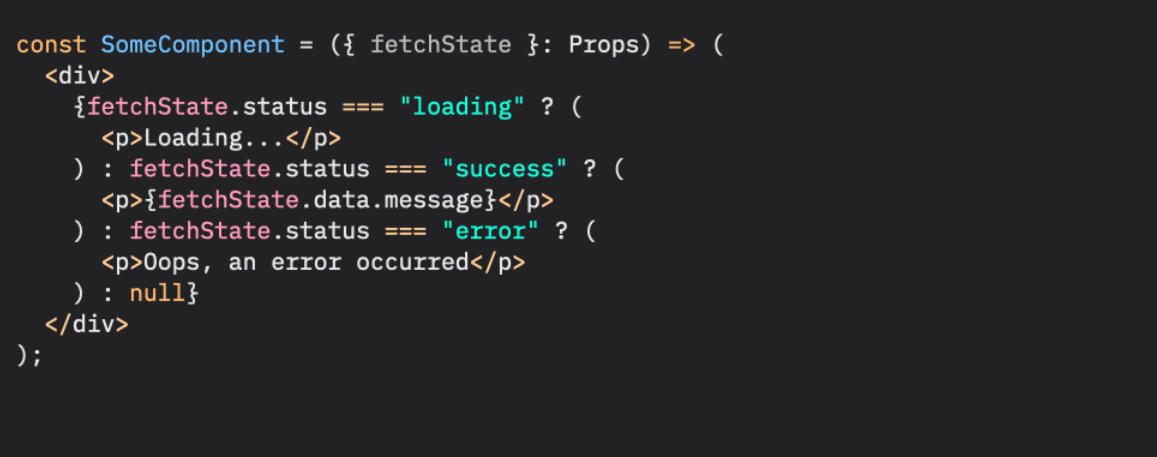 const SomeComponent = ({ fetchState }: Props) => (
  <div>
    {fetchState.status === "loading" ? (
      <p>Loading...</p>
    ) : fetchState.status === "success" ? (
      <p>{fetchState.data.message}</p>
    ) : fetchState.status === "error" ? (
      <p>Oops, an error occurred</p>
    ) : null}
  </div>
);